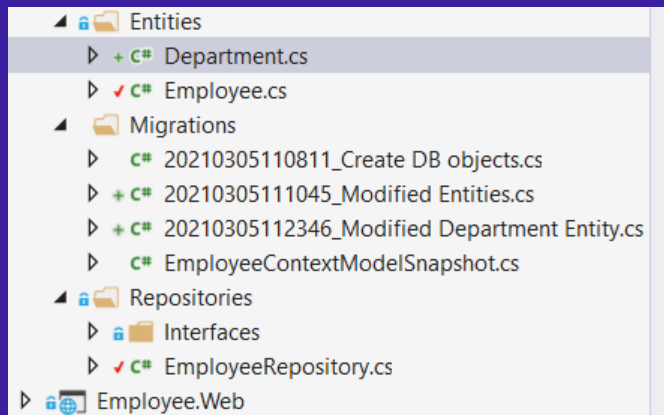 Entities
C# Department.cs
C# Employee.cs
Migrations
C# 20210305110811_Create DB objects.cs
C# 20210305111045_Modified Entities.cs
C# 20210305112346_Modified Department Entity.cs
C# EmployeeContextModelSnapshot.cs
Repositories
Interfaces
C# EmployeeRepository.cs
Employee.Web